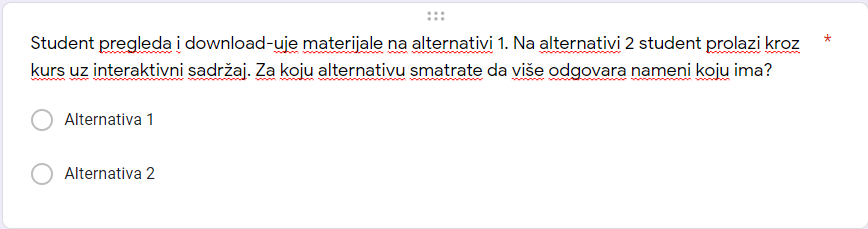 Student pregleda i download-uje materijale na alternativi 1. Na alternativi 2 student prolazi kroz *
kurs uz interaktivni sadržaj. Za koju alternativu smatrate da više odgovara nameni koju ima?
Alternativa 1
Alternativa 2